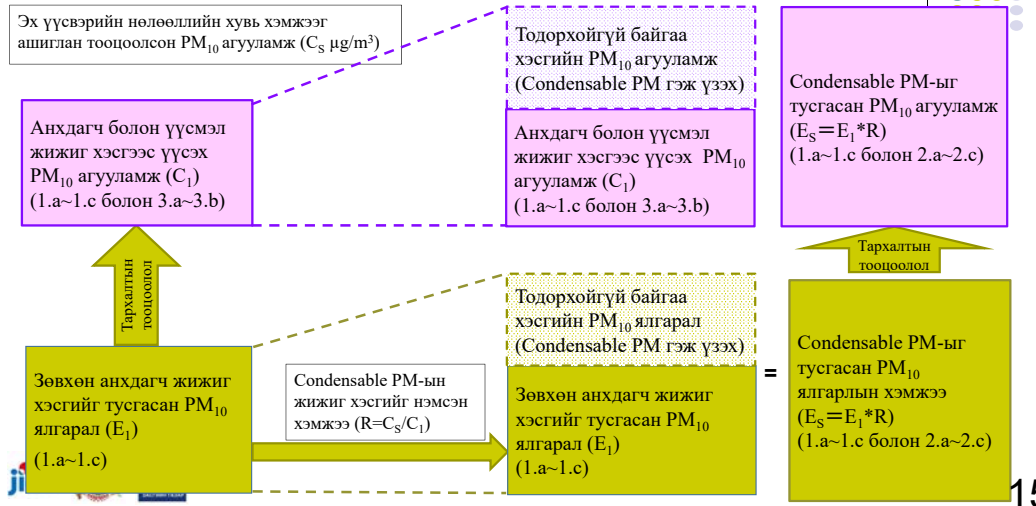 Эх үүсвэрийн нөлөөллийн хувь хэмжээг
ашиглан тооцоолсон PM₁₀ агууламж (Cₛ µg/m³)
Анхдагч болон үүсмэл
жижиг хэсгээс үүсэх
PM₁₀ агууламж (C₁)
(1.a~1.c болон 3.a~3.b)
Тодорхойгүй байгаа
хэсгийн PM₁₀ агууламж
(Condensable PM гэж үзэх)
Анхдагч болон үүсмэл
жижиг хэсгээс үүсэх PM₁₀
агууламж (C₁)
(1.a~1.c болон 3.a~3.b)
Condensable PM-ыг
тусгасан PM₁₀ агууламж
(Eₛ＝E₁*R)
(1.a~1.c болон 2.a~2.c)
Тархалтын
тооцоолол
Тархалтын
тооцоолол
Зөвхөн анхдагч жижиг
хэсгийг тусгасан PM₁₀
ялгарал (E₁)
(1.a~1.c)
Condensable PM-ын
жижиг хэсгийг нэмсэн
хэмжээ (R=Cₛ/C₁)
Тодорхойгүй байгаа
хэсгийн PM₁₀ ялгарал
(Condensable PM гэж үзэх)
Зөвхөн анхдагч жижиг
хэсгийг тусгасан PM₁₀
ялгарал (E₁)
(1.a~1.c)
=
Condensable PM-ыг
тусгасан PM₁₀
ялгарлын хэмжээ
(Eₛ＝E₁*R)
(1.a~1.c болон 2.a~2.c)
15